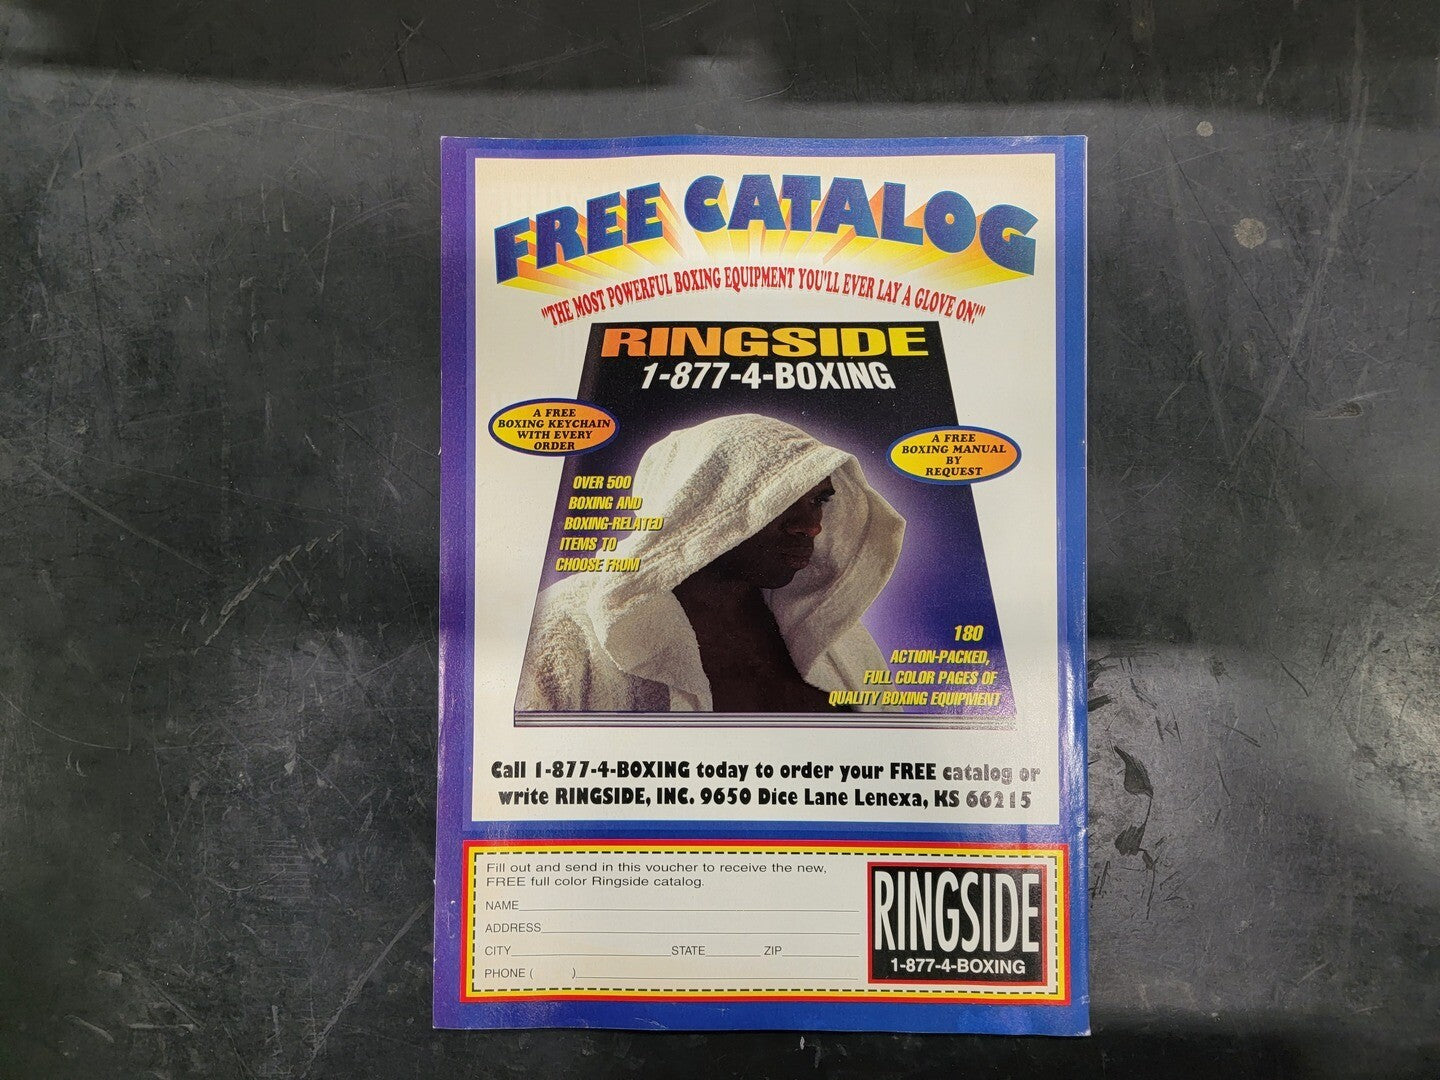 FREE CATALOG
"THE MOST POWERFUL BOXING EQUIPMENT YOU'LL EVER LAY A GLOVE ON!"
RINGSIDE
1-877-4-BOXING
A FREE
BOXING KEYCHAIN
WITH EVERY
ORDER
A FREE
BOXING MANUAL
BY
REQUEST
OVER 500
BOXING AND
BOXING-RELATED
ITEMS TO
CHOOSE FROM
180
ACTION-PACKED,
FULL COLOR PAGES OF
QUALITY BOXING EQUIPMENT
Call 1-877-4-BOXING today to order your FREE catalog or
write RINGSIDE, INC. 9650 Dice Lane Lenexa, KS 66215
Fill out and send in this voucher to receive the new,
FREE full color Ringside catalog.
NAME
ADDRESS
CITY STATE ZIP
PHONE ( )
RINGSIDE
1-877-4-BOXING